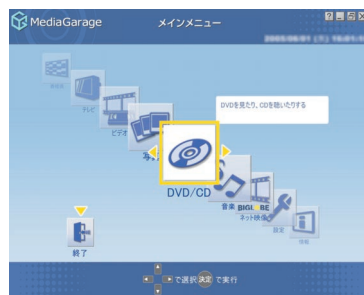 MediaGarage
メインメニュー
テレビ
ビデオ
DVDを見たり、CDを聴いたりする
DVD/CD
音楽
BIGLOBE
ネット映像
設定
情報
終了
で選択 決定 で実行